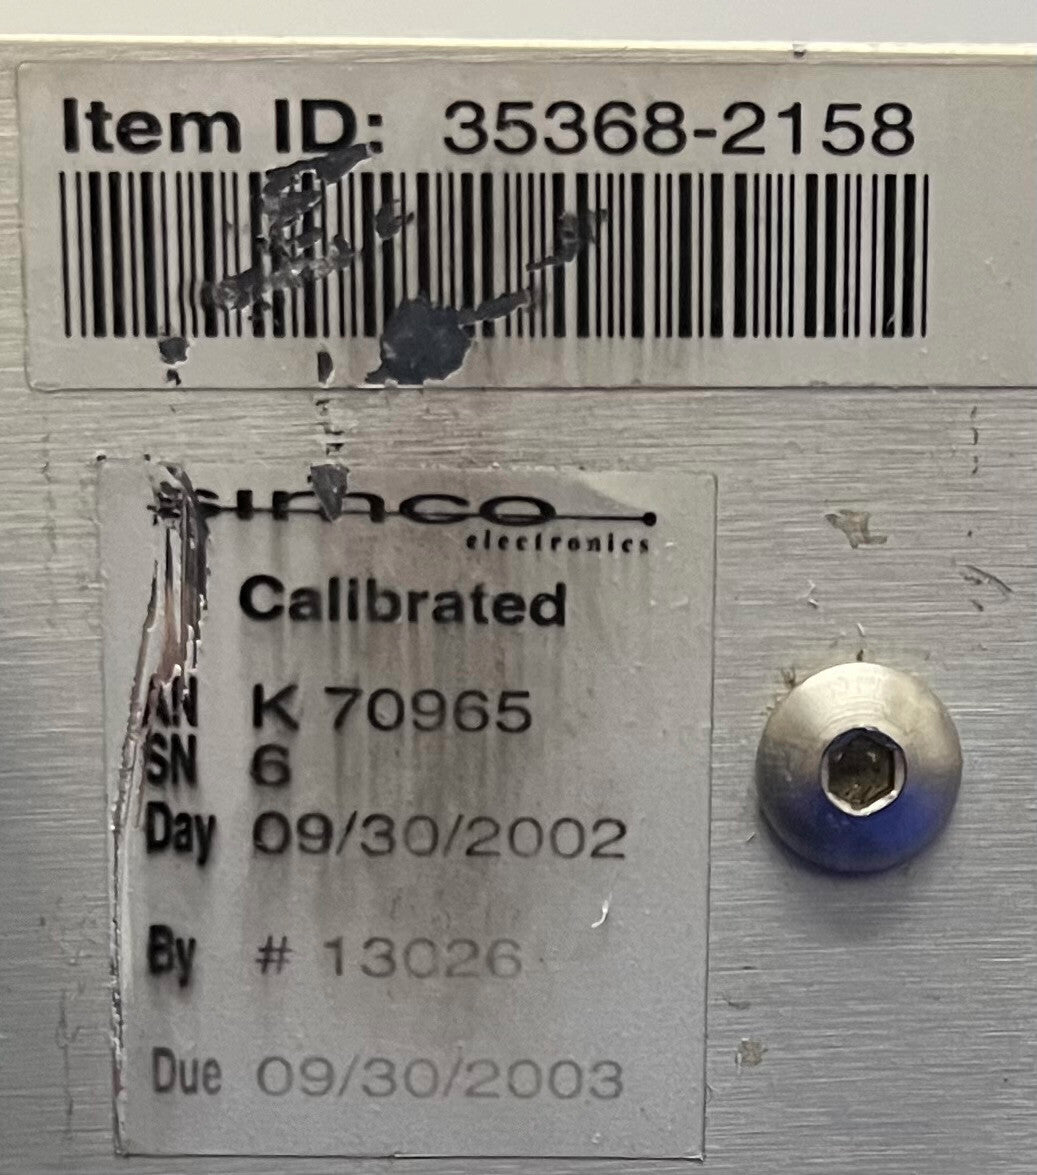 Item ID: 35368-2158
simco
electronics
Calibrated
AN K 70965
SN 6
Day 09/30/2002
By # 13026
Due 09/30/2003